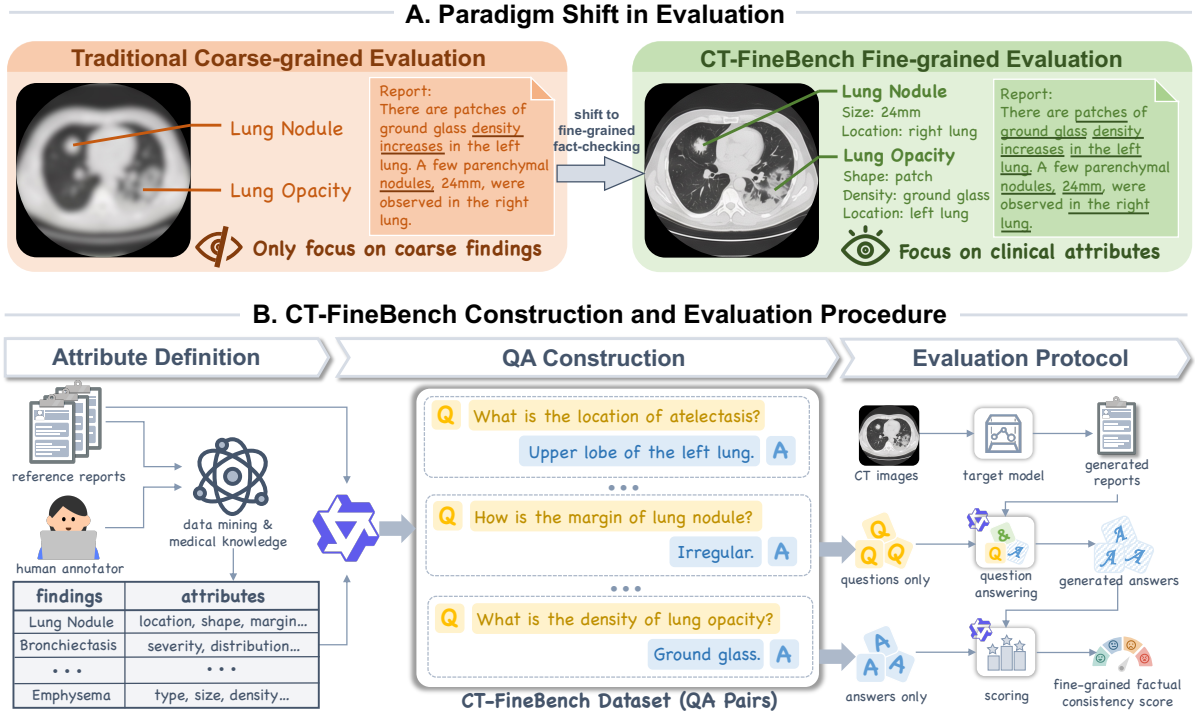 A. Paradigm Shift in Evaluation
Traditional Coarse-grained Evaluation
Lung Nodule
Lung Opacity
Report:
There are patches of
ground glass density
increases in the left
lung. A few parenchymal
nodules, 24mm, were
observed in the right
lung.
Only focus on coarse findings
shift to
fine-grained
fact-checking
CT-FineBench Fine-grained Evaluation
Lung Nodule
Size: 24mm
Location: right lung
Lung Opacity
Shape: patch
Density: ground glass
Location: left lung
Report:
There are patches of
ground glass density
increases in the left
lung. A few parenchymal
nodules, 24mm, were
observed in the right
lung.
Focus on clinical attributes
B. CT-FineBench Construction and Evaluation Procedure
Attribute Definition
reference reports
human annotator
data mining &
medical knowledge
findings attributes
Lung Nodule location, shape, margin...
Bronchiectasis severity, distribution...
... ...
Emphysema type, size, density...
QA Construction
Q What is the location of atelectasis?
Upper lobe of the left lung. A
...
Q How is the margin of lung nodule?
Irregular. A
...
Q What is the density of lung opacity?
Ground glass. A
CT-FineBench Dataset (QA Pairs)
Evaluation Protocol
CT images
target model
generated
reports
Q
Q Q
questions only
&
Q A
question
answering
A
A A
generated answers
A
A A
answers only
scoring
fine-grained factual
consistency score